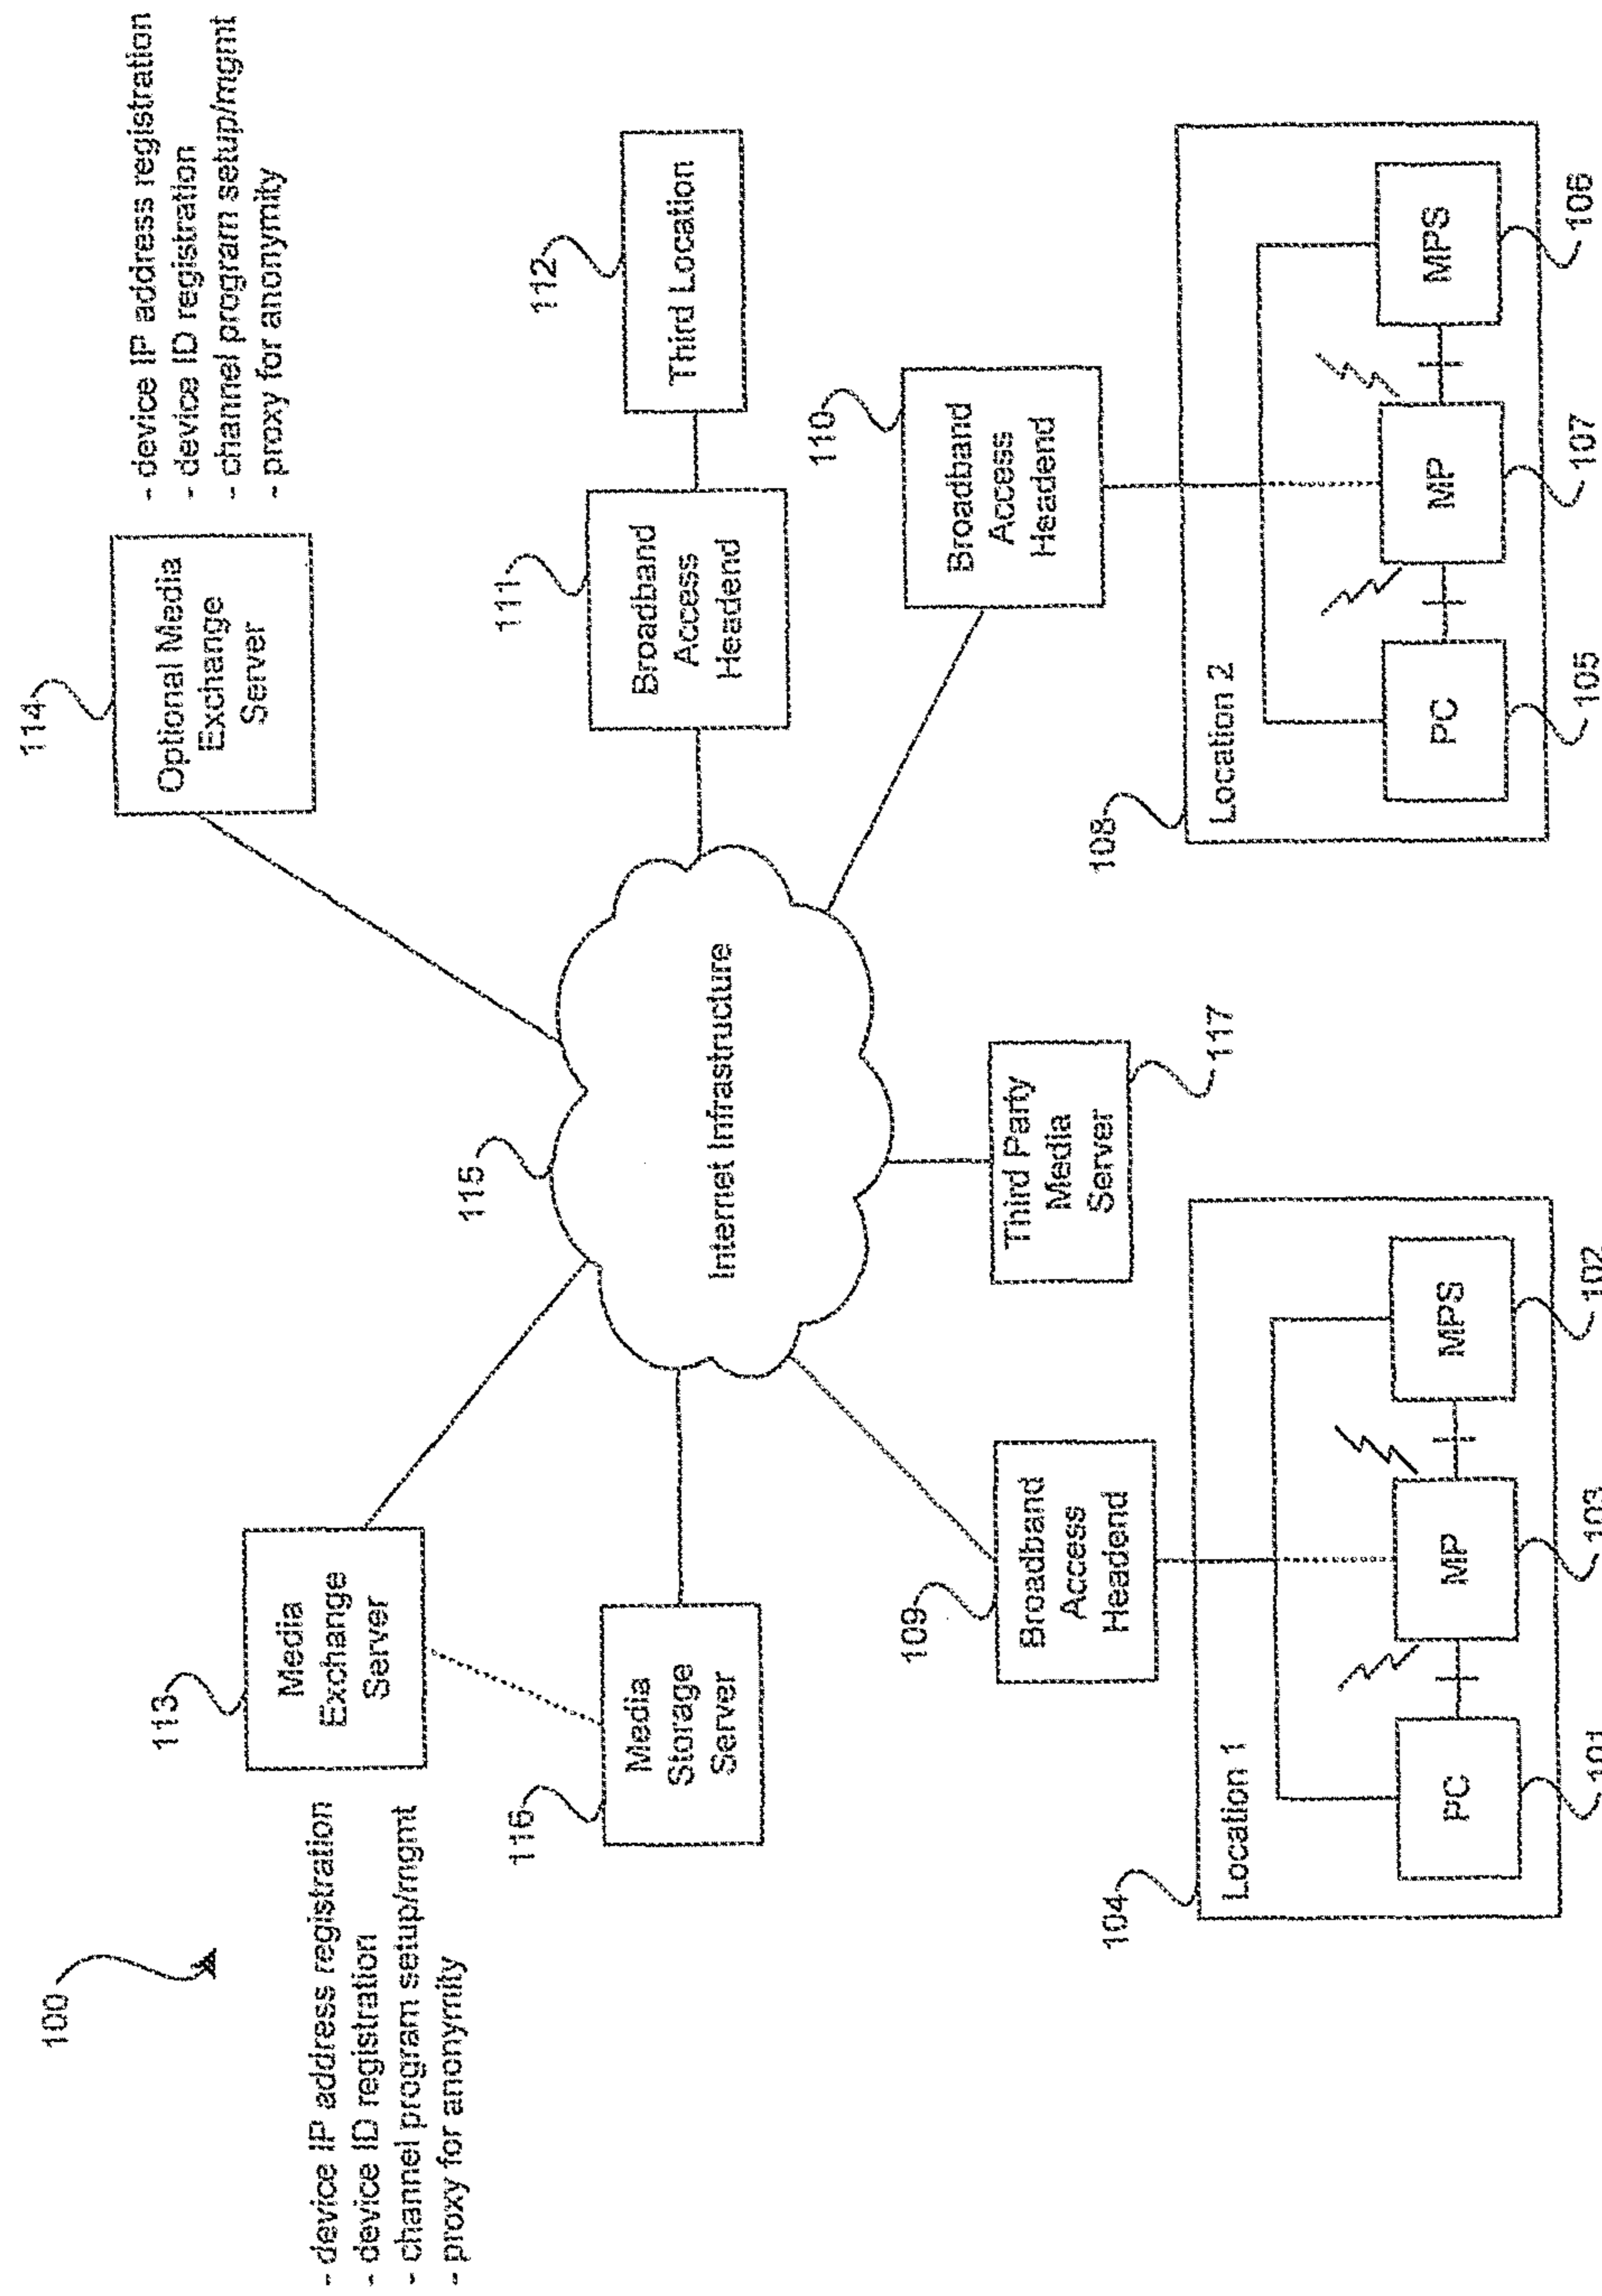 100
- device IP address registration
- device ID registration
- channel program setup/mgmt
- proxy for anonymity
113
Media
Exchange
Server
114
Optional Media
Exchange
Server
- device IP address registration
- device ID registration
- channel program setup/mgmt
- proxy for anonymity
116
Media
Storage
Server
115
Internet Infrastructure
111
Broadband
Access
Headend
112
Third Location
109
Broadband
Access
Headend
Third Party
Media
Server
117
110
Broadband
Access
Headend
104
Location 1
PC
MP
MPS
101
103
102
108
Location 2
PC
MP
MPS
105
107
106